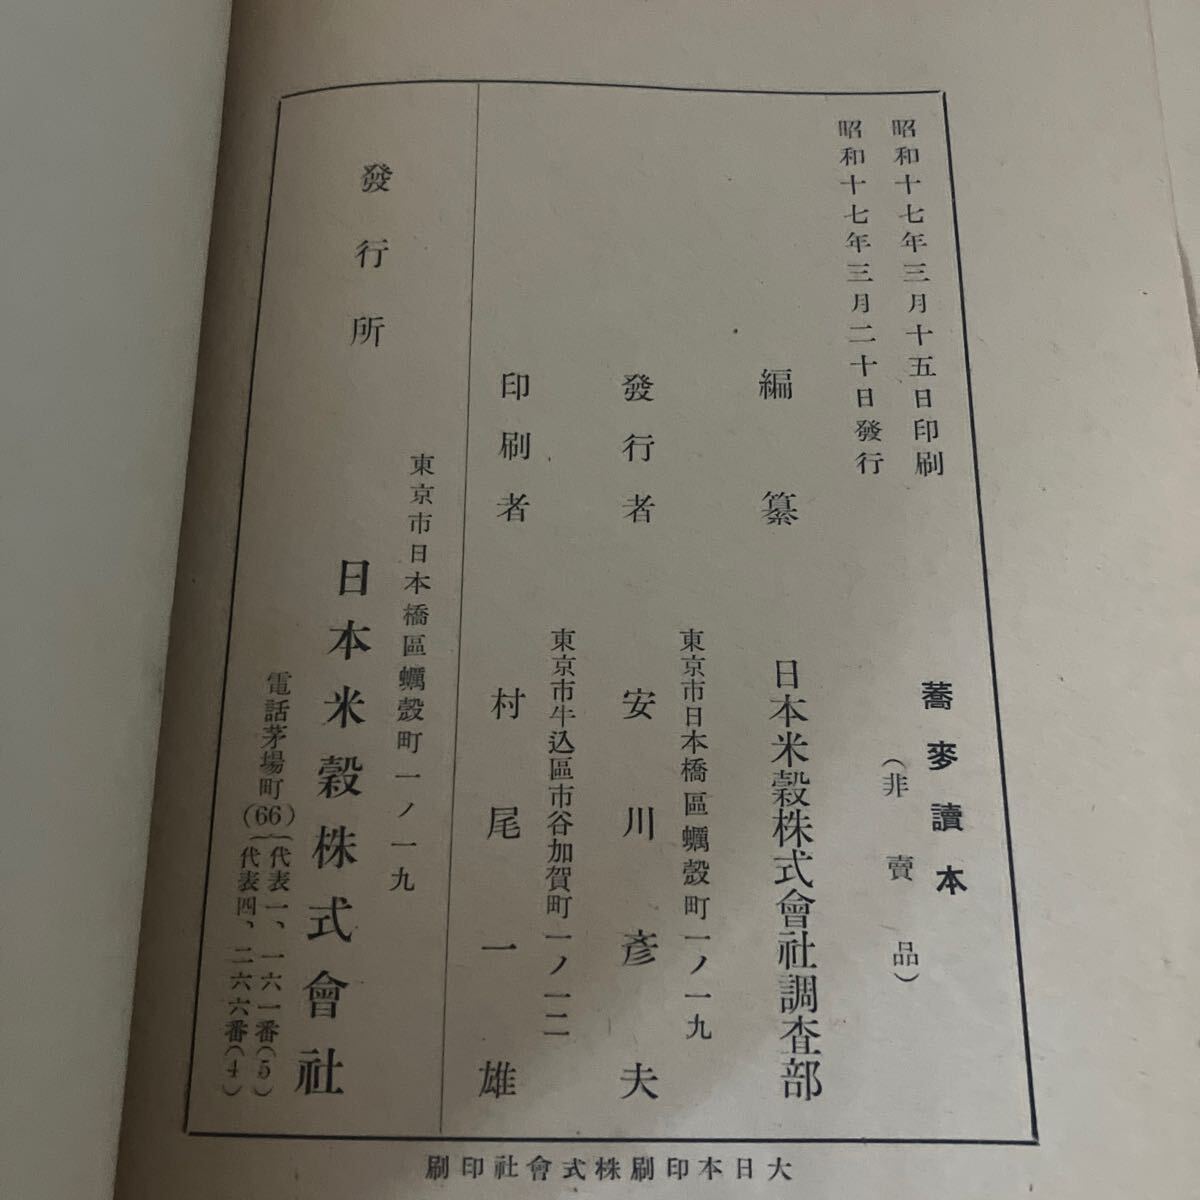 昭和十七年三月十五日印刷
昭和十七年三月二十日發行
蕎麥讀本
(非賣品)
編纂
日本米穀株式會社調査部
東京市日本橋區蠣殼町一ノ一九
發行者
安川彥夫
東京市牛込區市谷加賀町一ノ一二
印刷者
村尾一雄
發行所
東京市日本橋區蠣殼町一ノ一九
日本米穀株式會社
電話茅場町(66)
(代表一、一六一番(5)
(代表四、二六六番(4)
刷印社會式株刷印本日大